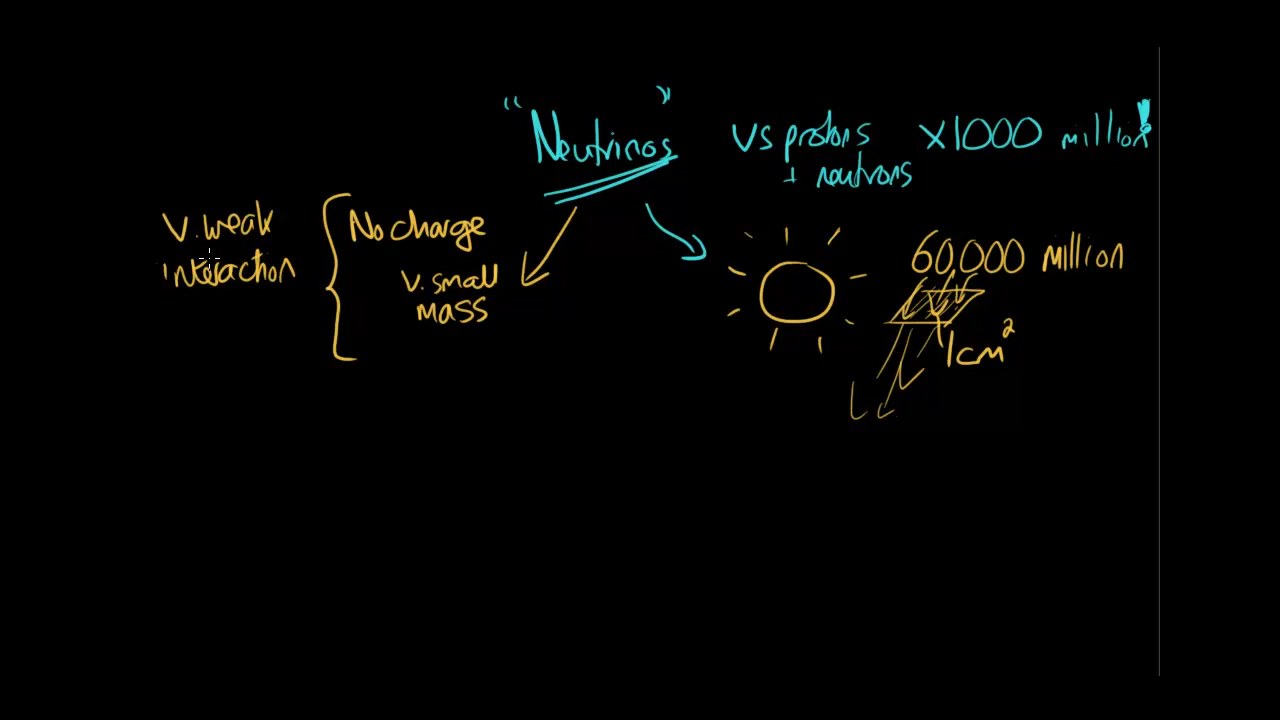 "Neutrinos" vs protons x1000 million!
+ neutrons
V. weak
interaction
No charge
v. small
mass
60,000 million
1cm²